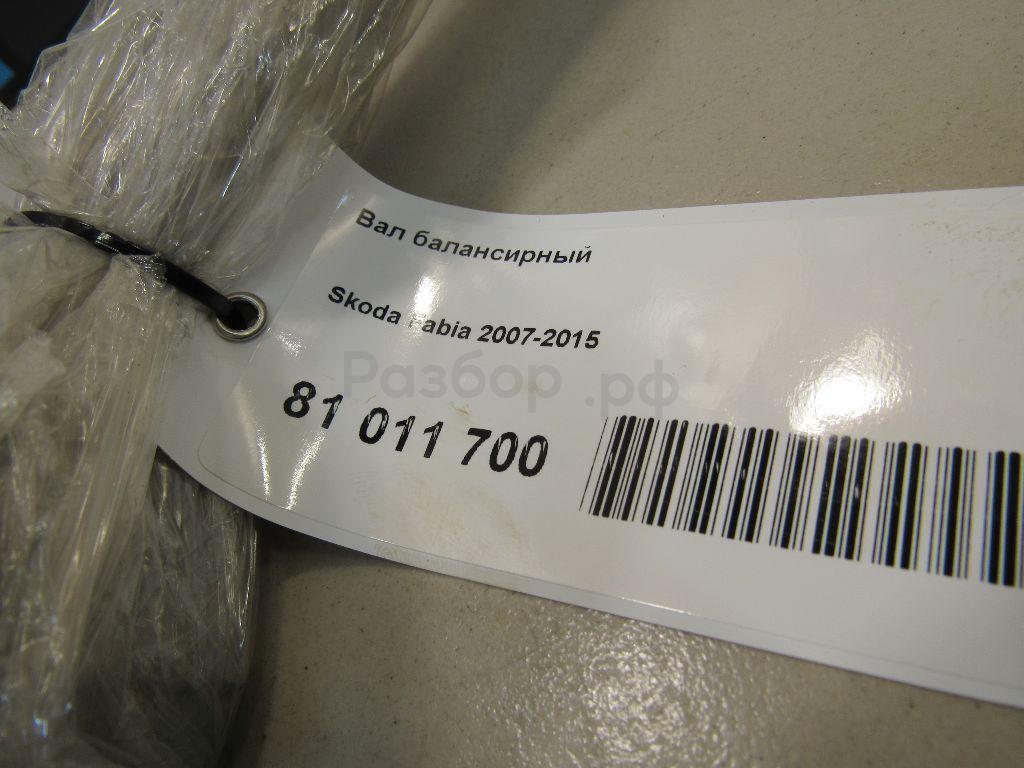 Вал балансирный
Skoda Fabia 2007-2015
Разбор.рф
81 011 700